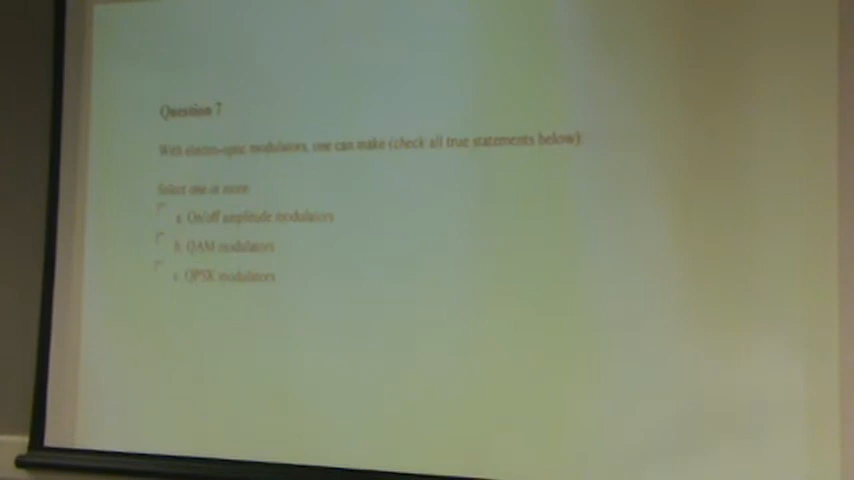 Question 7
With electro-optic modulators, one can make (check all true statements below):
Select one or more:
a. On/off amplitude modulators
b. QAM modulators
c. QPSK modulators